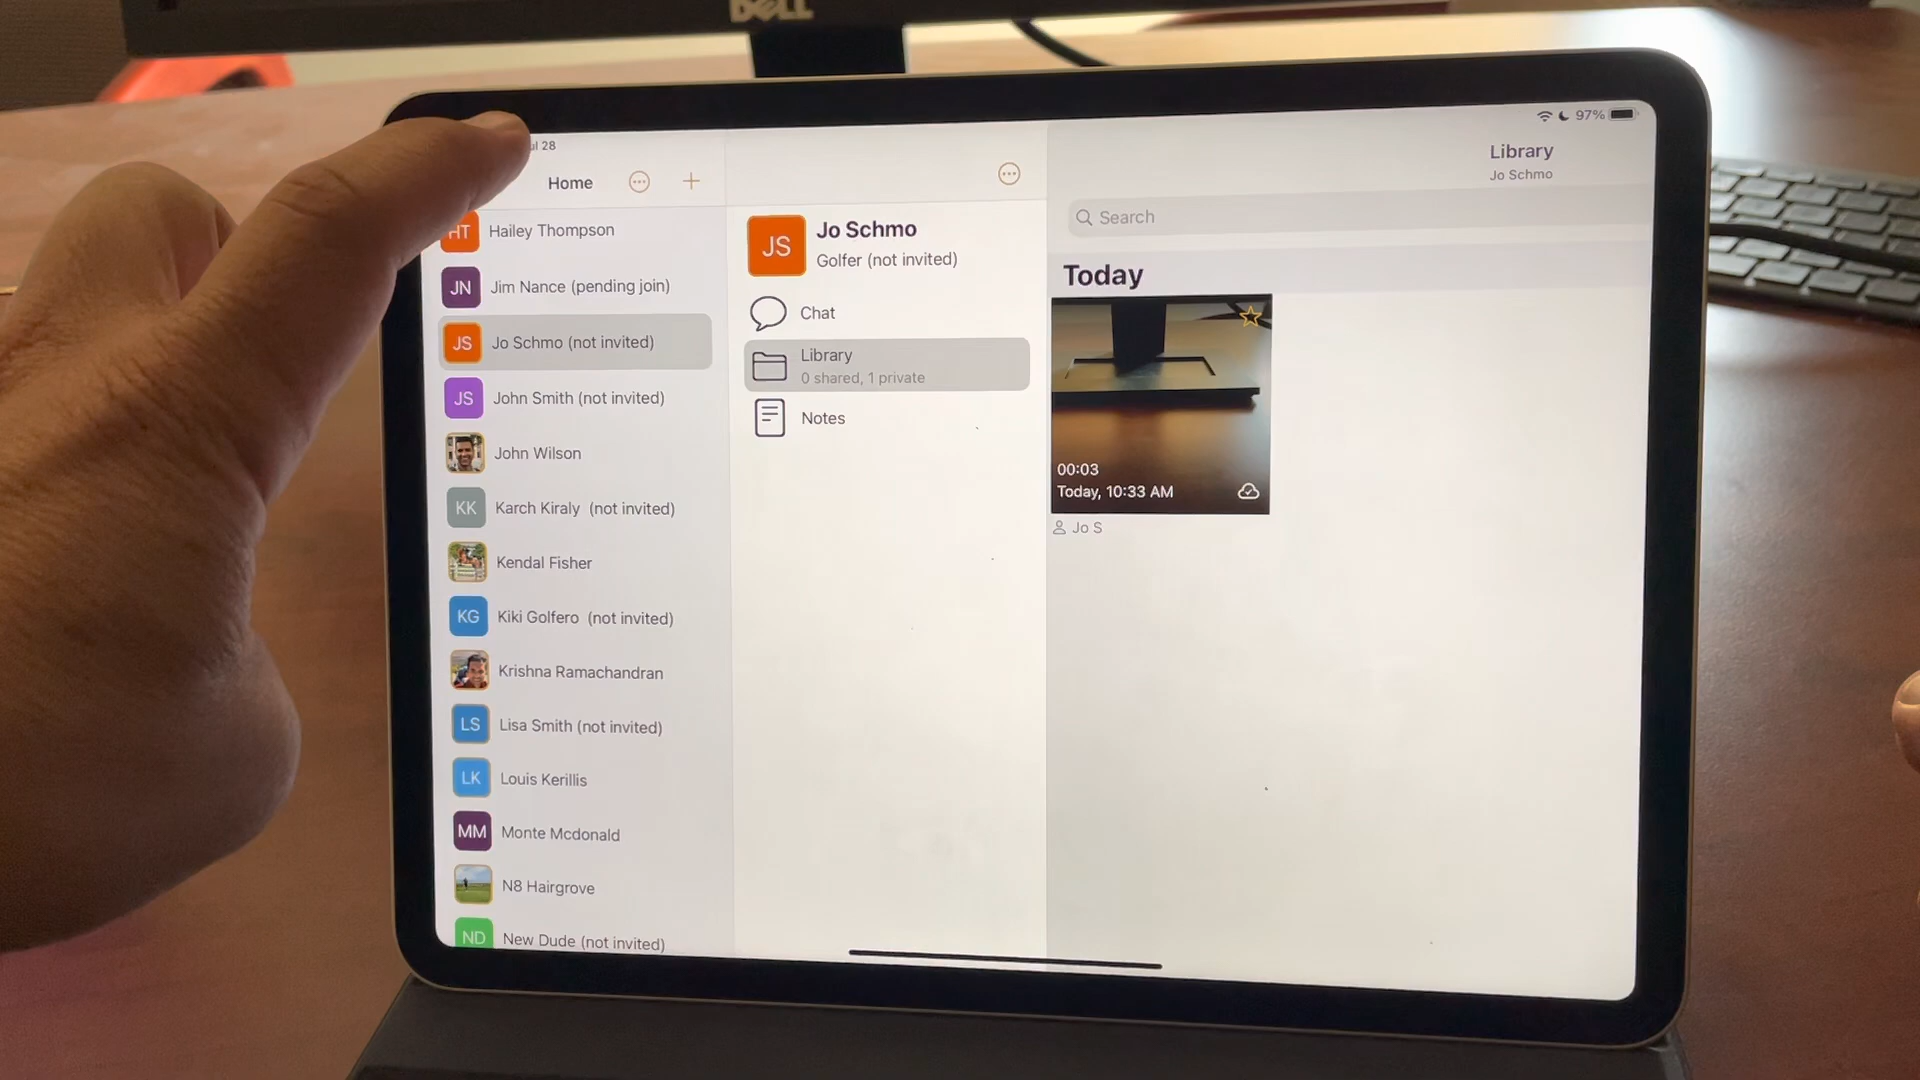 DELL
Jul 28
97%
Home
HT Hailey Thompson
JN Jim Nance (pending join)
JS Jo Schmo (not invited)
JS John Smith (not invited)
John Wilson
KK Karch Kiraly (not invited)
Kendal Fisher
KG Kiki Golfero (not invited)
Krishna Ramachandran
LS Lisa Smith (not invited)
LK Louis Kerillis
MM Monte Mcdonald
N8 Hairgrove
ND New Dude (not invited)
JS
Jo Schmo
Golfer (not invited)
Chat
Library
0 shared, 1 private
Notes
Library
Jo Schmo
Search
Today
00:03
Today, 10:33 AM
Jo S